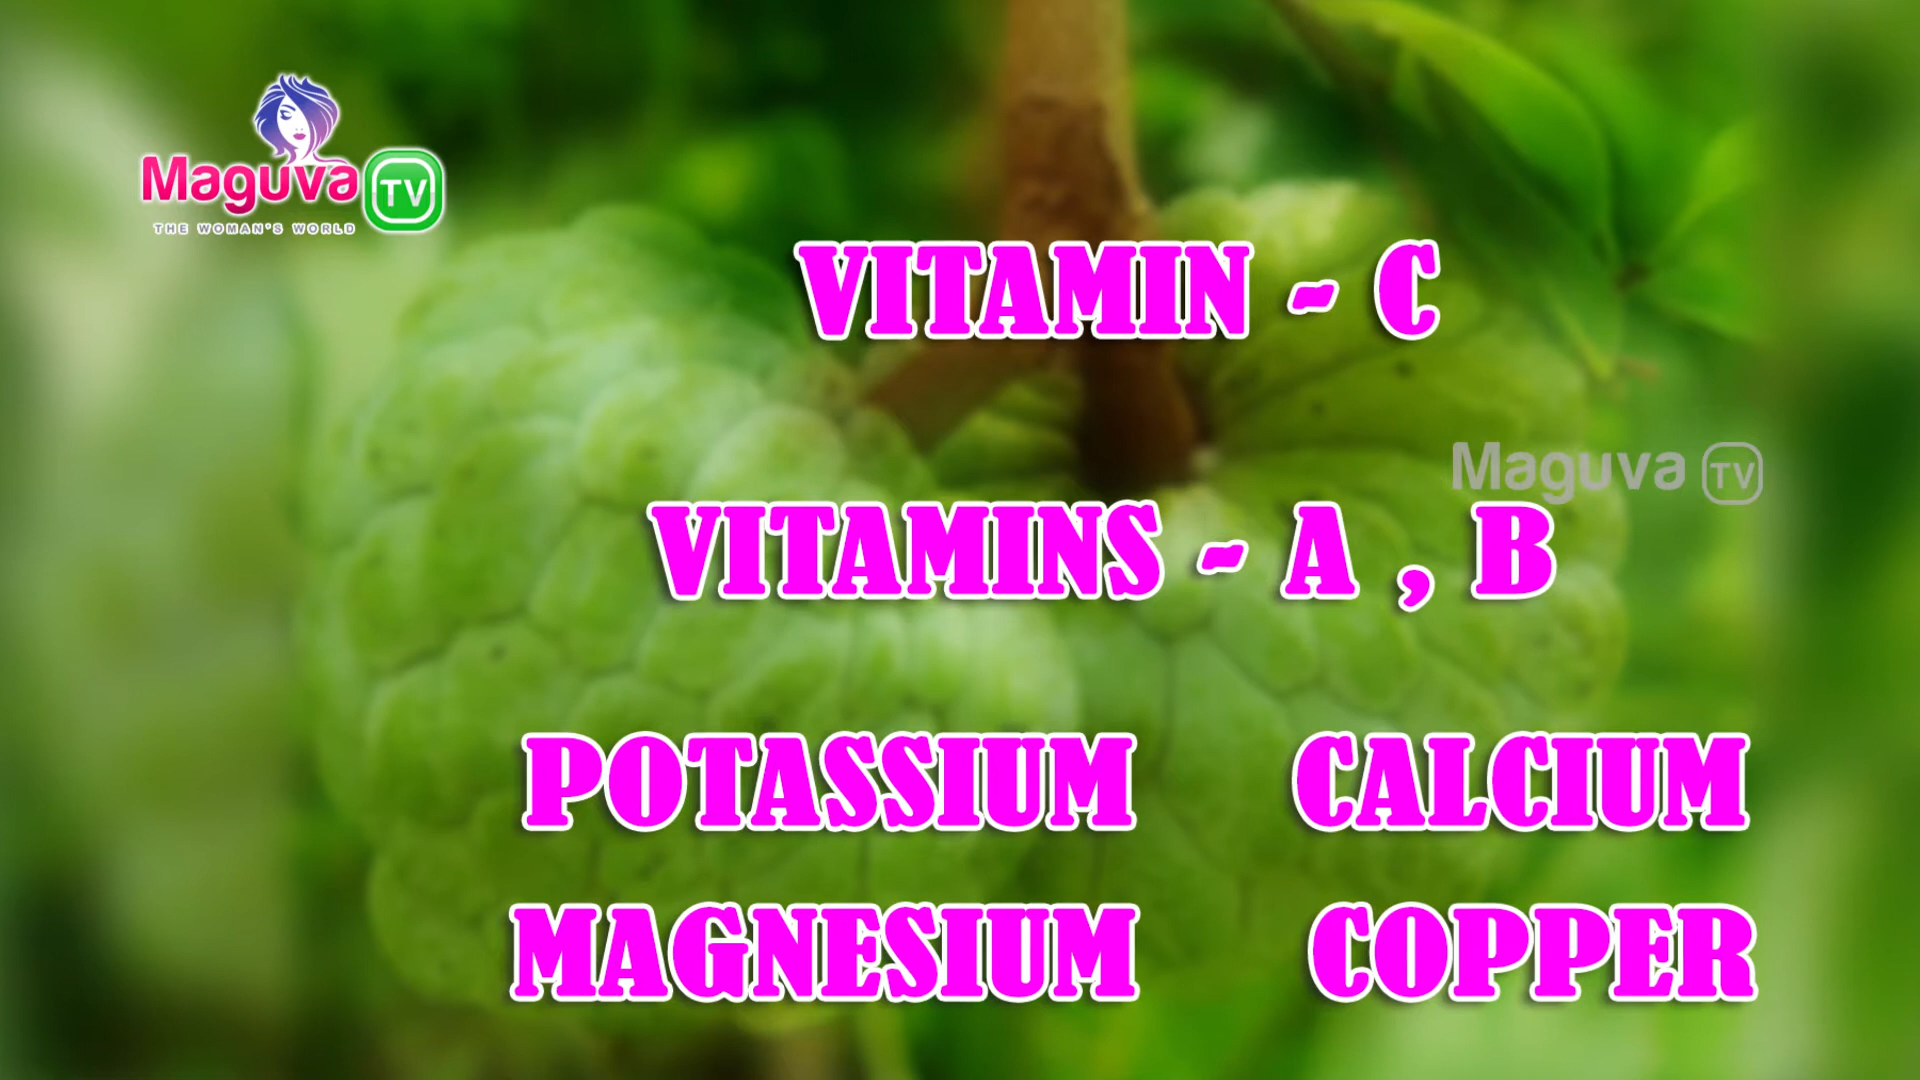 Maguva TV
THE WOMAN'S WORLD
VITAMIN - C
Maguva TV
VITAMINS - A , B
POTASSIUM CALCIUM
MAGNESIUM COPPER